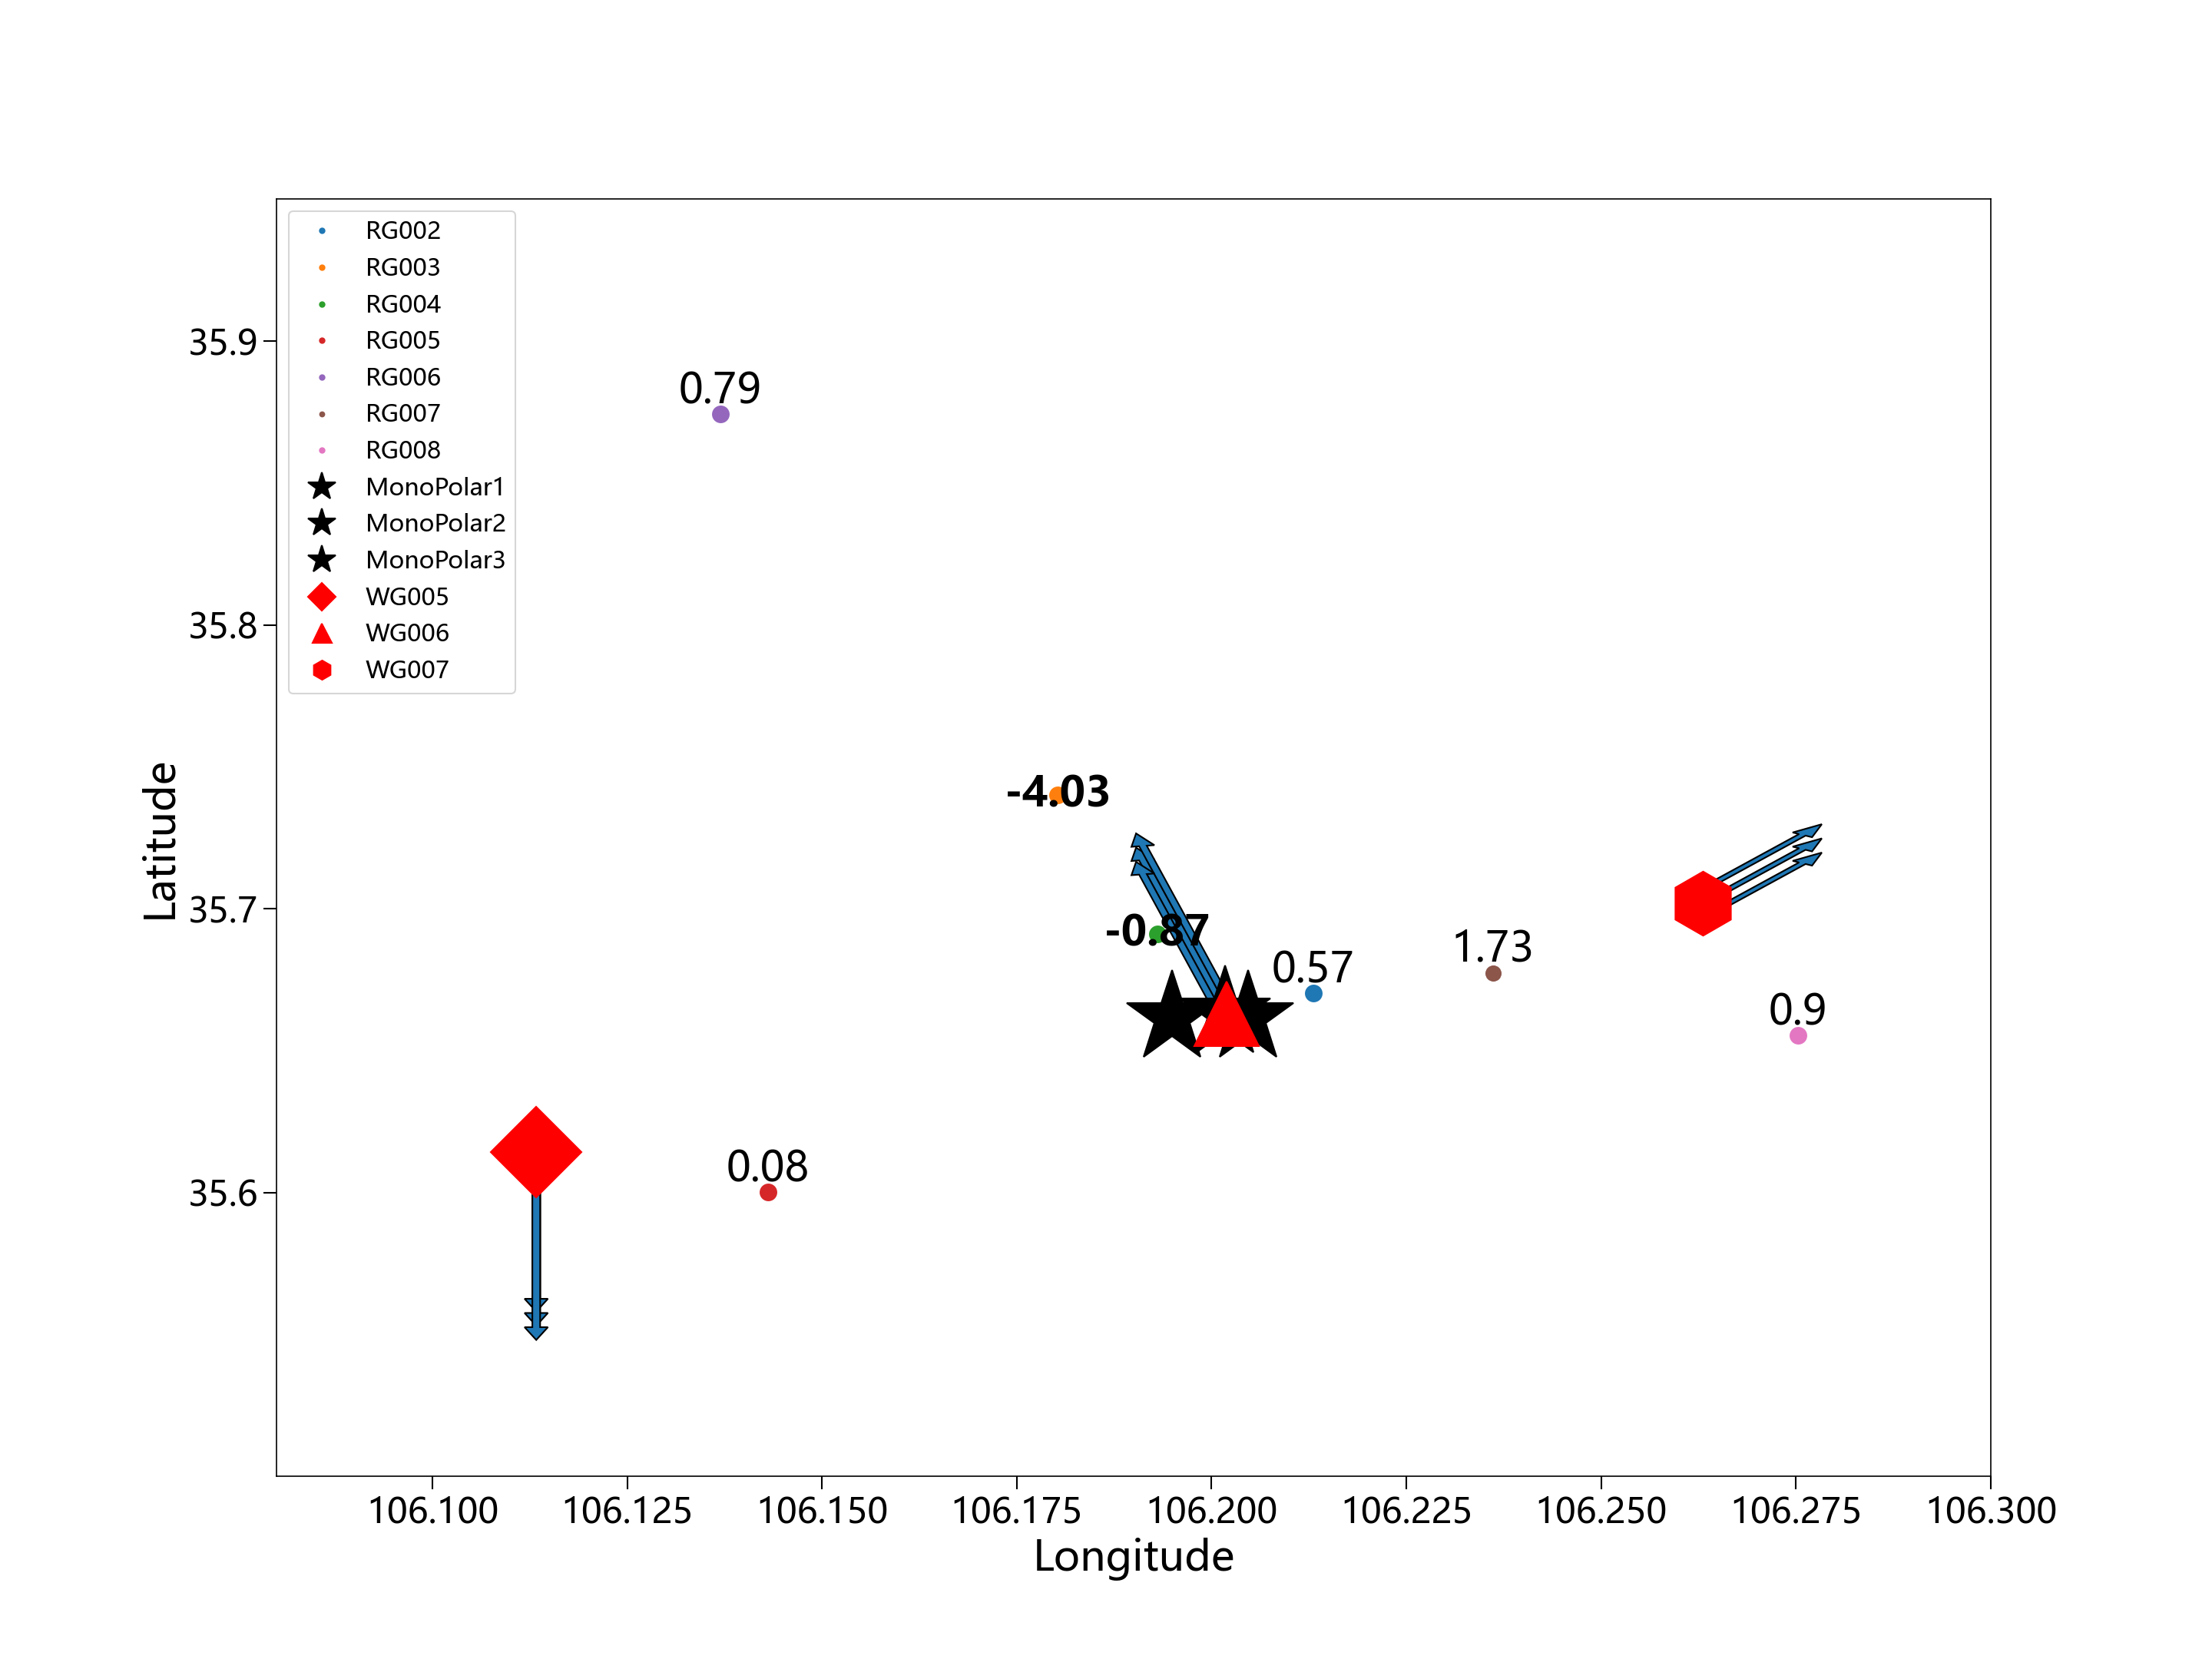 RG002
RG003
RG004
RG005
RG006
RG007
RG008
MonoPolar1
MonoPolar2
MonoPolar3
WG005
WG006
WG007
35.9
35.8
35.7
35.6
Latitude
0.79
-4.03
-0.87
0.57
1.73
0.9
0.08
106.100
106.125
106.150
106.175
106.200
106.225
106.250
106.275
106.300
Longitude